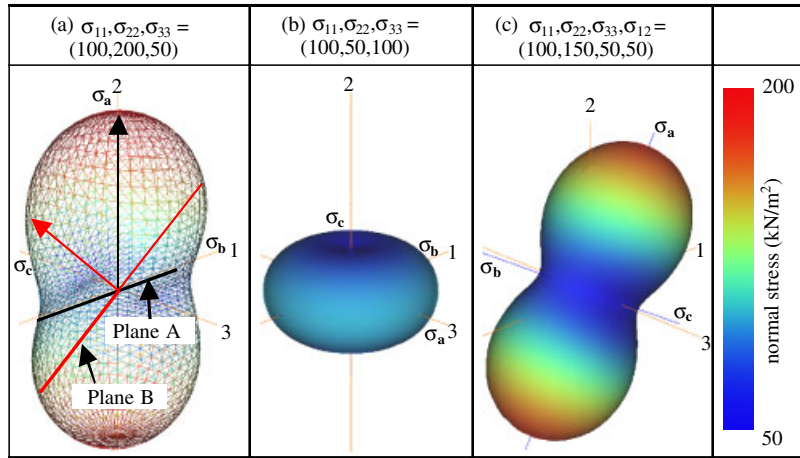 (a) σ11,σ22,σ33 =
(100,200,50)
(b) σ11,σ22,σ33 =
(100,50,100)
(c) σ11,σ22,σ33,σ12 =
(100,150,50,50)
σa
2
σb
1
σc
3
Plane A
Plane B
2
σc
σb
1
σa
3
2
σa
1
σb
σc
3
200
normal stress (kN/m²)
50